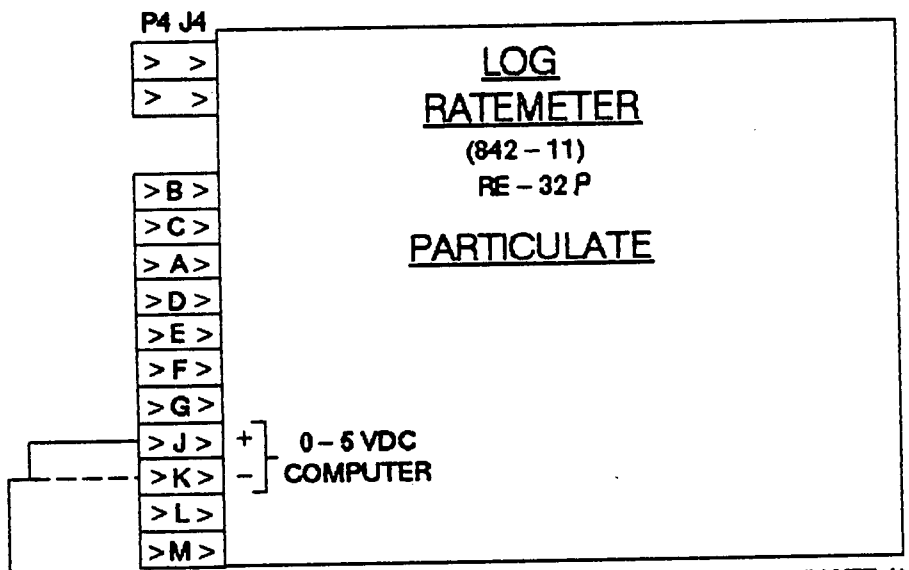 P4 J4
> >
> >
LOG
RATEMETER
(842 – 11)
RE – 32 P
PARTICULATE
> B >
> C >
> A >
> D >
> E >
> F >
> G >
> J > + 0 – 5 VDC
> K > – COMPUTER
> L >
> M >